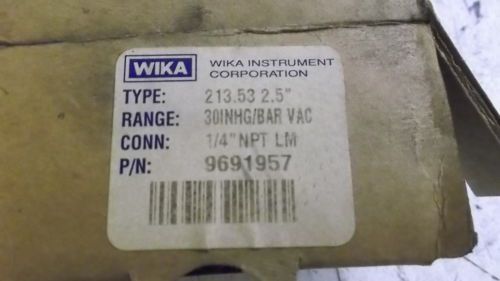 WIKA WIKA INSTRUMENT
CORPORATION
TYPE: 213.53 2.5"
RANGE: 30INHG/BAR VAC
CONN: 1/4" NPT LM
P/N: 9691957